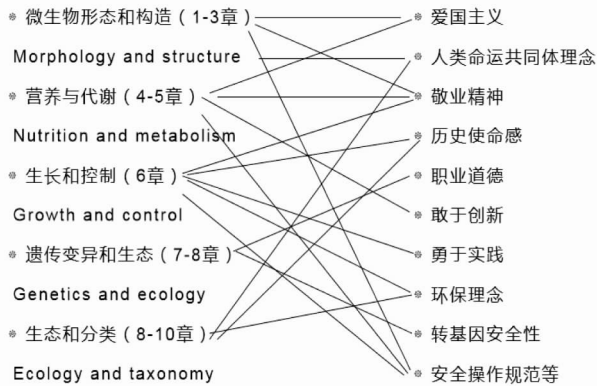 微生物形态和构造（1-3章）
Morphology and structure
营养与代谢（4-5章）
Nutrition and metabolism
生长和控制（6章）
Growth and control
遗传变异和生态（7-8章）
Genetics and ecology
生态和分类（8-10章）
Ecology and taxonomy
爱国主义
人类命运共同体理念
敬业精神
历史使命感
职业道德
敢于创新
勇于实践
环保理念
转基因安全性
安全操作规范等